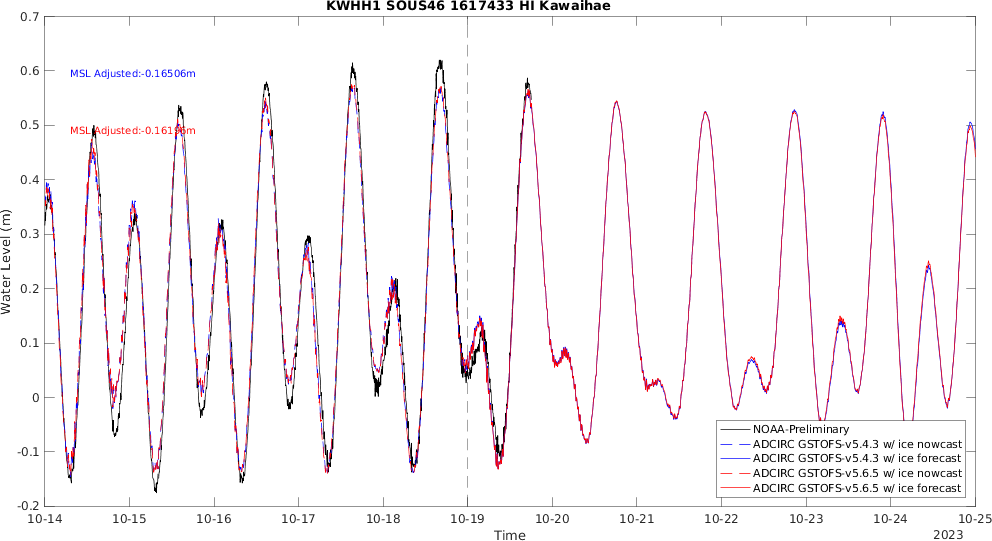 KWHH1 SOUS46 1617433 HI Kawaihae
0.7
0.6
0.5
0.4
0.3
0.2
0.1
0
-0.1
-0.2
Water Level (m)
MSL Adjusted:-0.16506m
MSL Adjusted:-0.16196m
NOAA-Preliminary
ADCIRC GSTOFS-v5.4.3 w/ ice nowcast
ADCIRC GSTOFS-v5.4.3 w/ ice forecast
ADCIRC GSTOFS-v5.6.5 w/ ice nowcast
ADCIRC GSTOFS-v5.6.5 w/ ice forecast
10-14 10-15 10-16 10-17 10-18 10-19 10-20 10-21 10-22 10-23 10-24 10-25
Time
2023